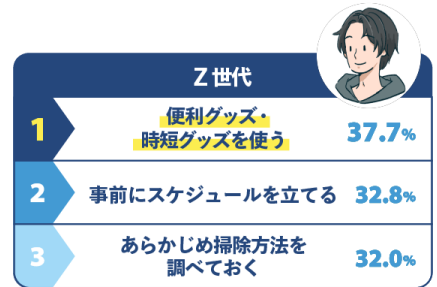 Z世代
1
便利グッズ・
時短グッズを使う
37.7%
2
事前にスケジュールを立てる
32.8%
3
あらかじめ掃除方法を
調べておく
32.0%